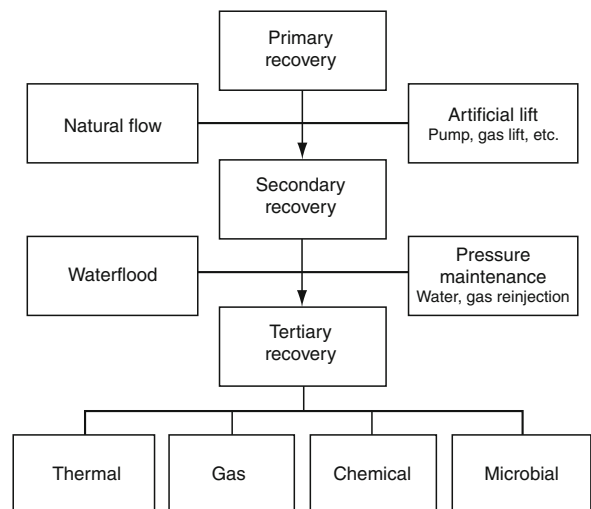 Primary
recovery
Natural flow
Artificial lift
Pump, gas lift, etc.
Secondary
recovery
Waterflood
Pressure
maintenance
Water, gas reinjection
Tertiary
recovery
Thermal
Gas
Chemical
Microbial